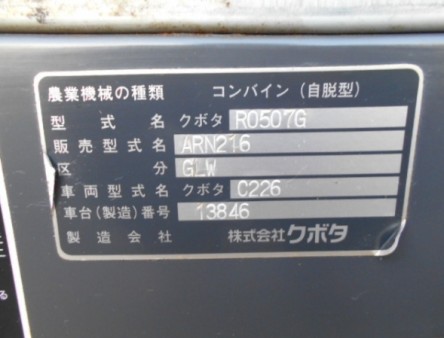 農業機械の種類 コンバイン（自脱型）
型式名 クボタ R0507G
販売型式名 ARN216
区分 GLW
車両型式名 クボタ C226
車台（製造）番号 13846
製造会社 株式会社クボタ
る